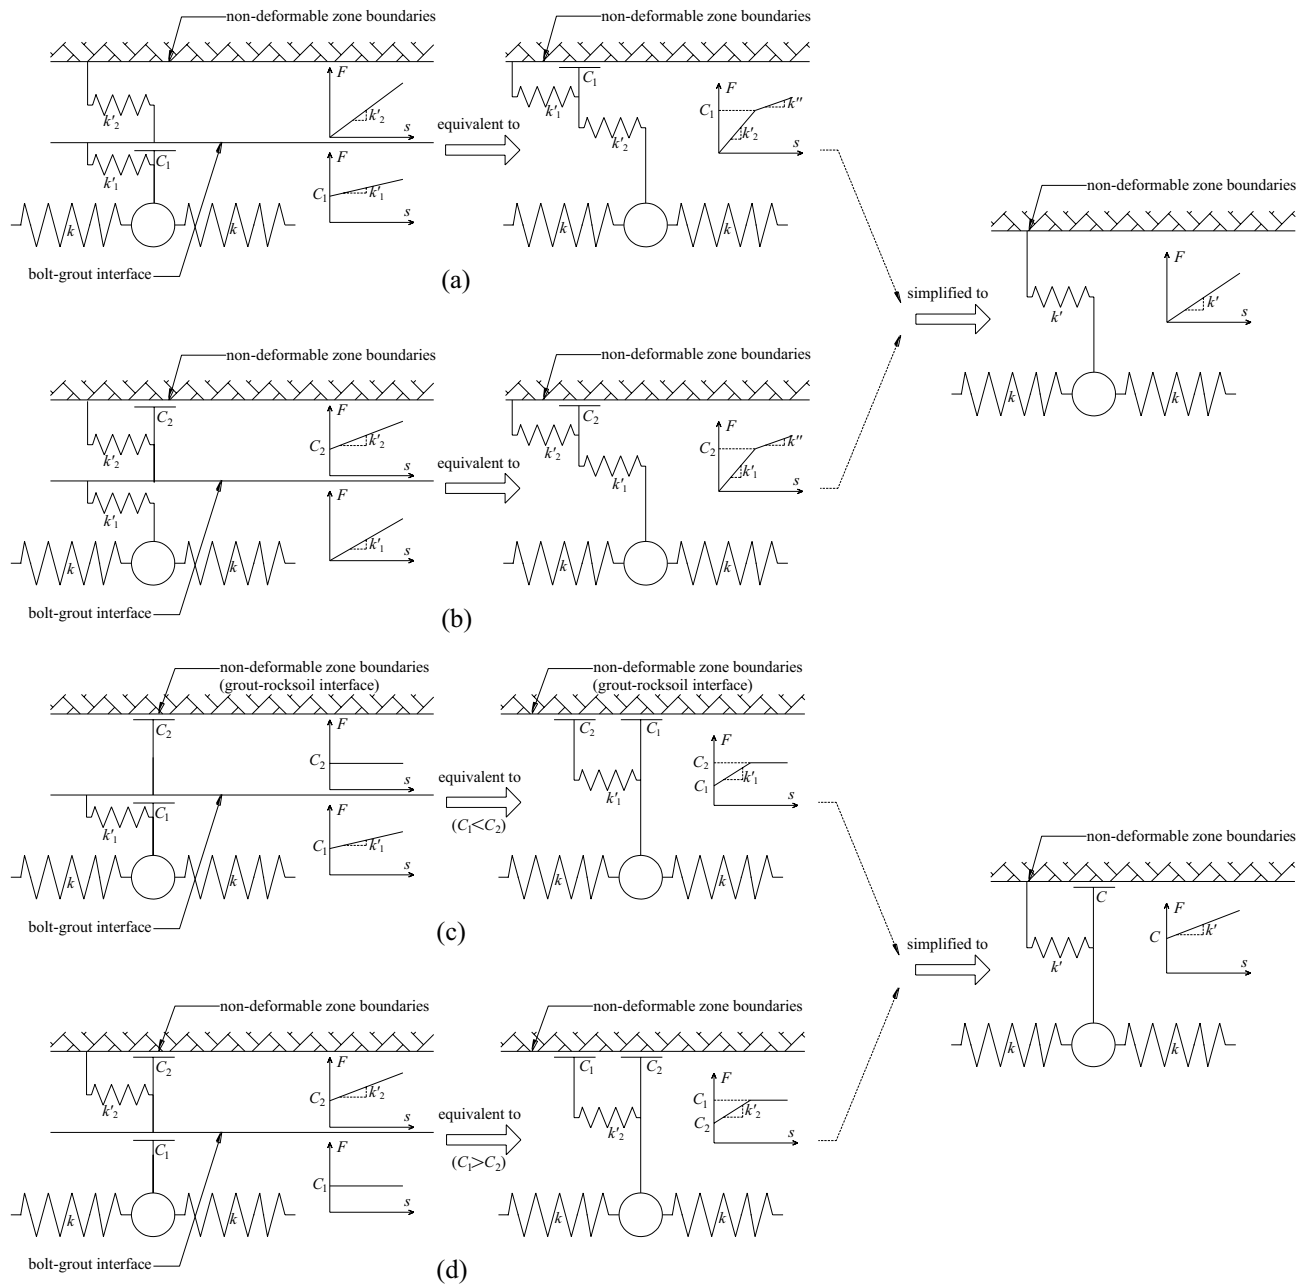 non-deformable zone boundaries
non-deformable zone boundaries
F
k'2
k'2
s
C1
k'1
F
C1
k'1
s
k
k
bolt-grout interface
equivalent to
C1
k'1
k'2
F
C1
k''
k'2
s
k
k
(a)
non-deformable zone boundaries
non-deformable zone boundaries
C2
k'2
F
C2
k'2
s
k'1
F
k'1
s
k
k
bolt-grout interface
equivalent to
C2
k'2
k'1
F
C2
k''
k'1
s
k
k
(b)
simplified to
non-deformable zone boundaries
k'
F
k'
s
k
k
non-deformable zone boundaries
(grout-rocksoil interface)
non-deformable zone boundaries
(grout-rocksoil interface)
C2
F
C2
s
C1
k'1
F
C1
k'1
s
k
k
bolt-grout interface
equivalent to
(C1<C2)
C2
C1
k'1
F
C2
C1
k'1
s
k
k
(c)
non-deformable zone boundaries
non-deformable zone boundaries
C2
k'2
F
C2
k'2
s
C1
F
C1
s
k
k
bolt-grout interface
equivalent to
(C1>C2)
C1
C2
k'2
F
C1
C2
k'2
s
k
k
(d)
simplified to
non-deformable zone boundaries
C
k'
F
C
k'
s
k
k